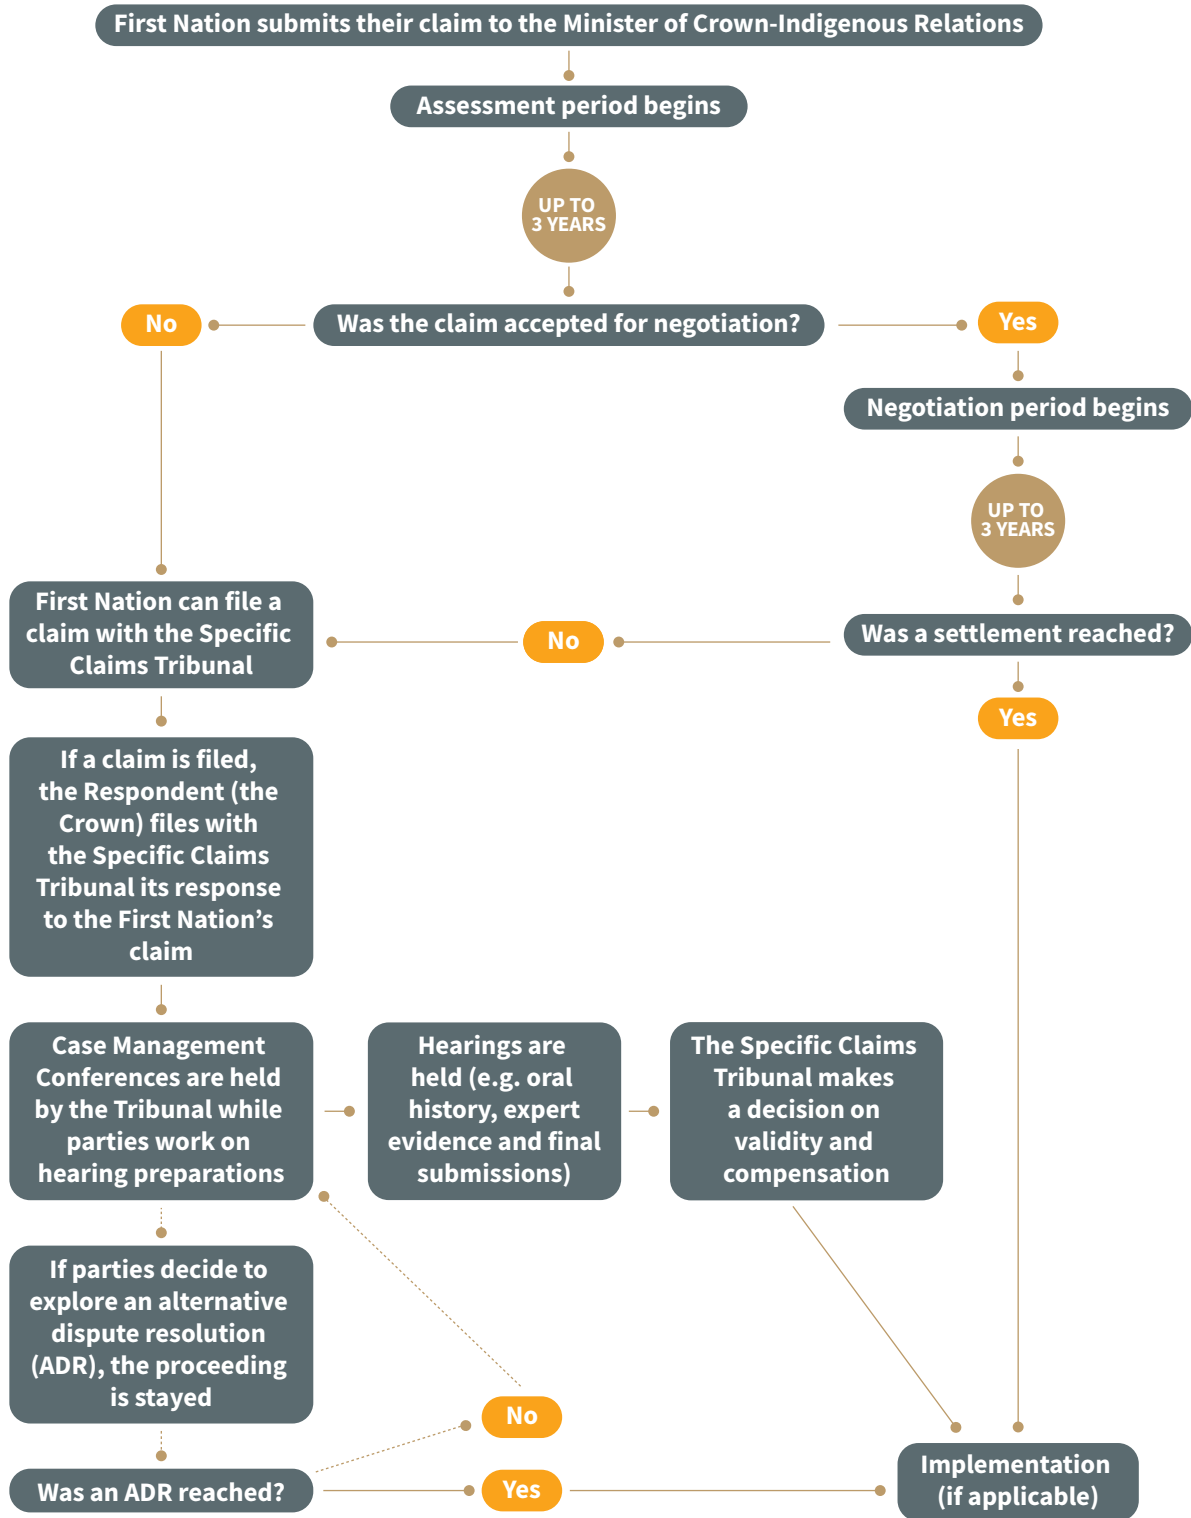 First Nation submits their claim to the Minister of Crown-Indigenous Relations
Assessment period begins
UP TO
3 YEARS
No
Was the claim accepted for negotiation?
Yes
Negotiation period begins
UP TO
3 YEARS
First Nation can file a
claim with the Specific
Claims Tribunal
No
Was a settlement reached?
Yes
If a claim is filed,
the Respondent (the
Crown) files with
the Specific Claims
Tribunal its response
to the First Nation’s
claim
Case Management
Conferences are held
by the Tribunal while
parties work on
hearing preparations
Hearings are
held (e.g. oral
history, expert
evidence and final
submissions)
The Specific Claims
Tribunal makes
a decision on
validity and
compensation
If parties decide to
explore an alternative
dispute resolution
(ADR), the proceeding
is stayed
No
Was an ADR reached?
Yes
Implementation
(if applicable)